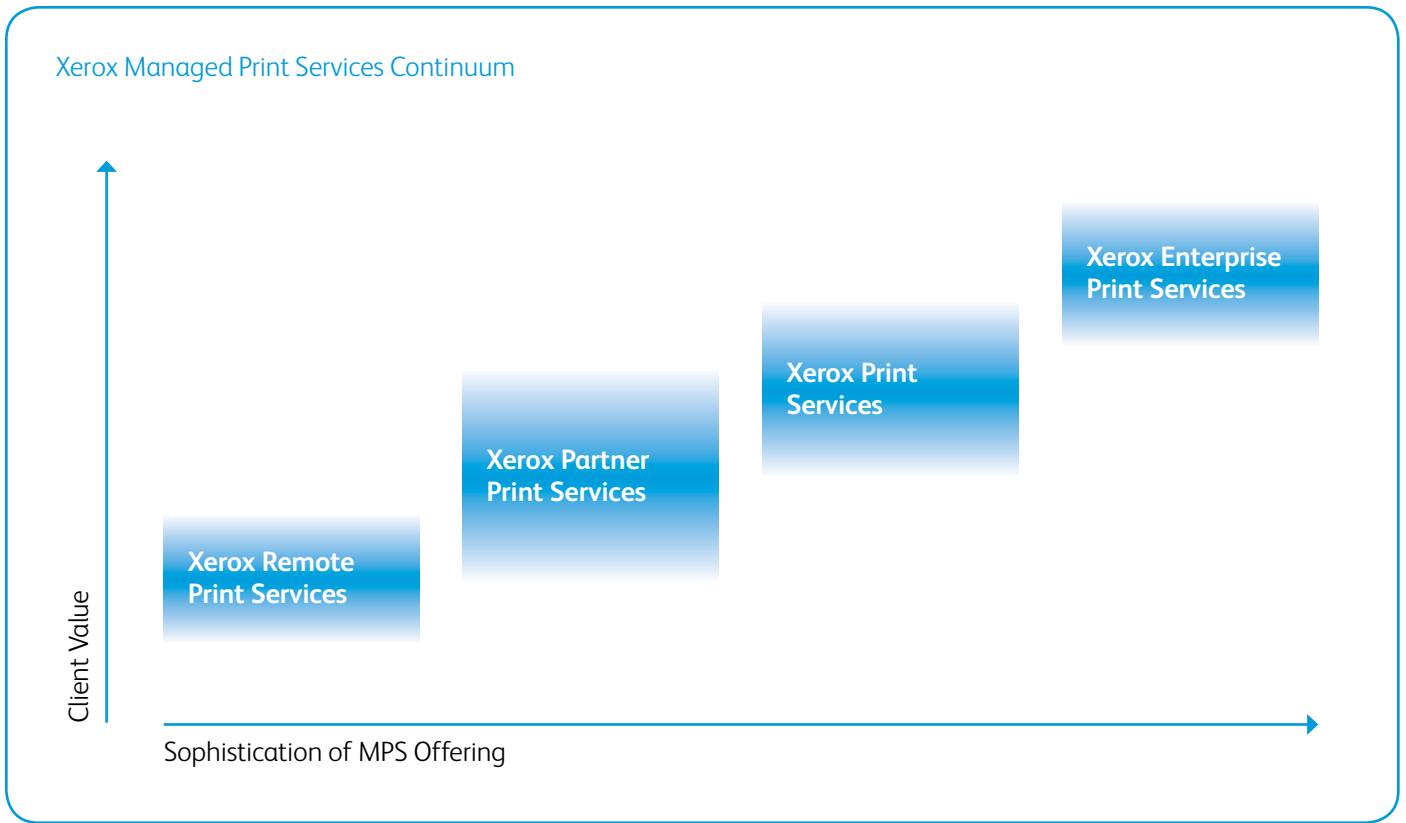 Xerox Managed Print Services Continuum
Xerox Enterprise
Print Services
Xerox Print
Services
Xerox Partner
Print Services
Xerox Remote
Print Services
Client Value
Sophistication of MPS Offering